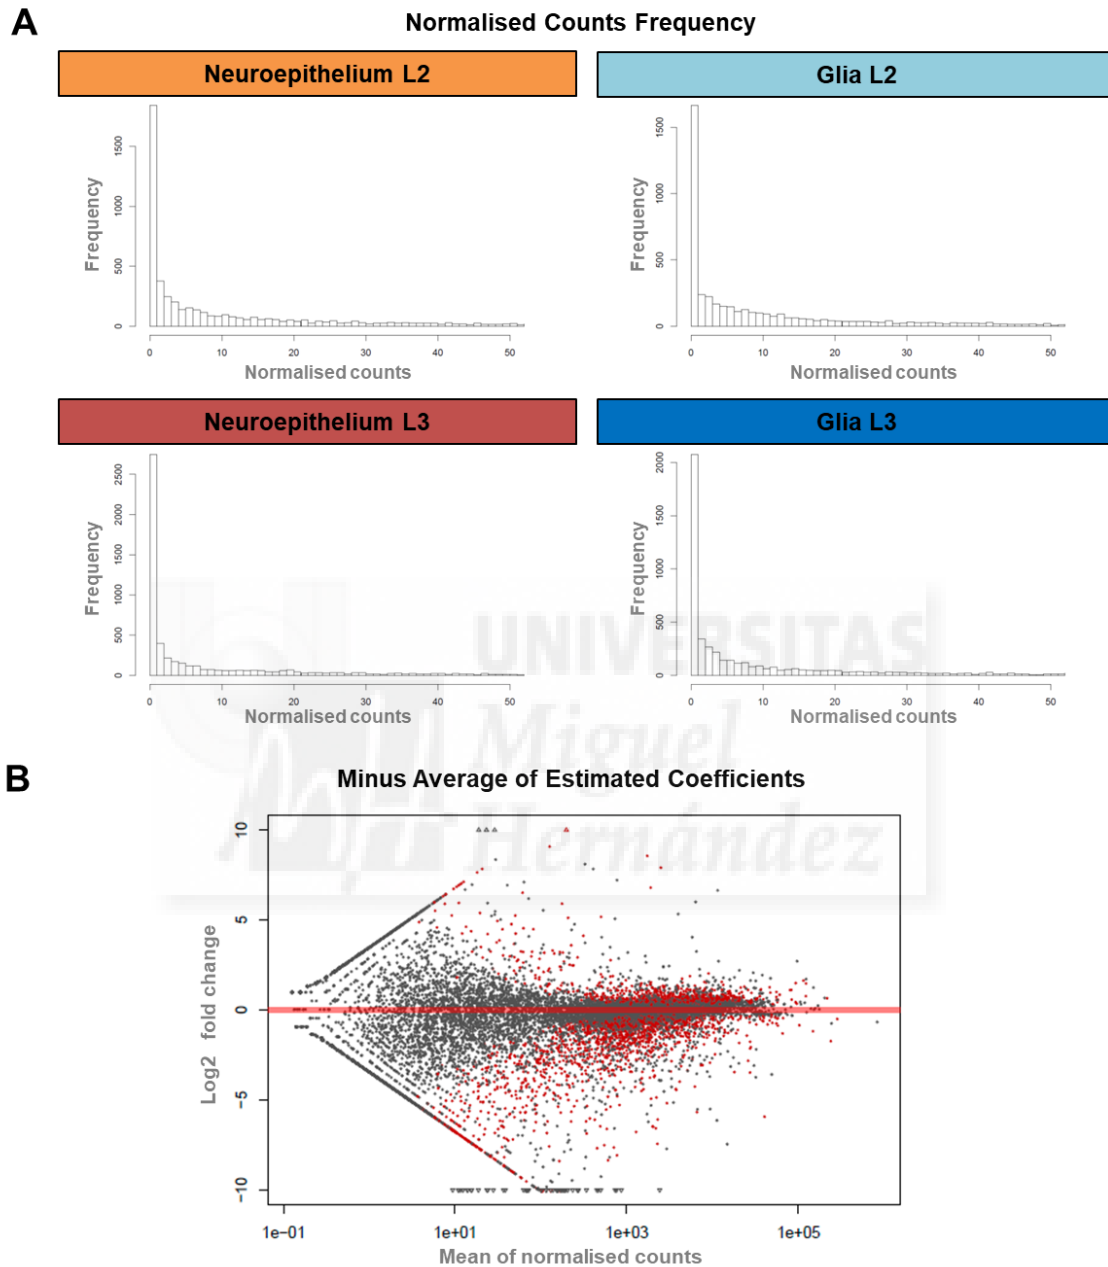 A
Normalised Counts Frequency
Neuroepithelium L2
Glia L2
Frequency
0
500
1000
1500
0 10 20 30 40 50
Normalised counts
Frequency
0
500
1000
1500
0 10 20 30 40 50
Normalised counts
Neuroepithelium L3
Glia L3
Frequency
0
500
1000
1500
2000
2500
0 10 20 30 40 50
Normalised counts
Frequency
0
500
1000
1500
2000
0 10 20 30 40 50
Normalised counts
UNIVERSITAS
Miguel
Hernández
B
Minus Average of Estimated Coefficients
Log2 fold change
10
5
0
−5
−10
1e−01 1e+01 1e+03 1e+05
Mean of normalised counts